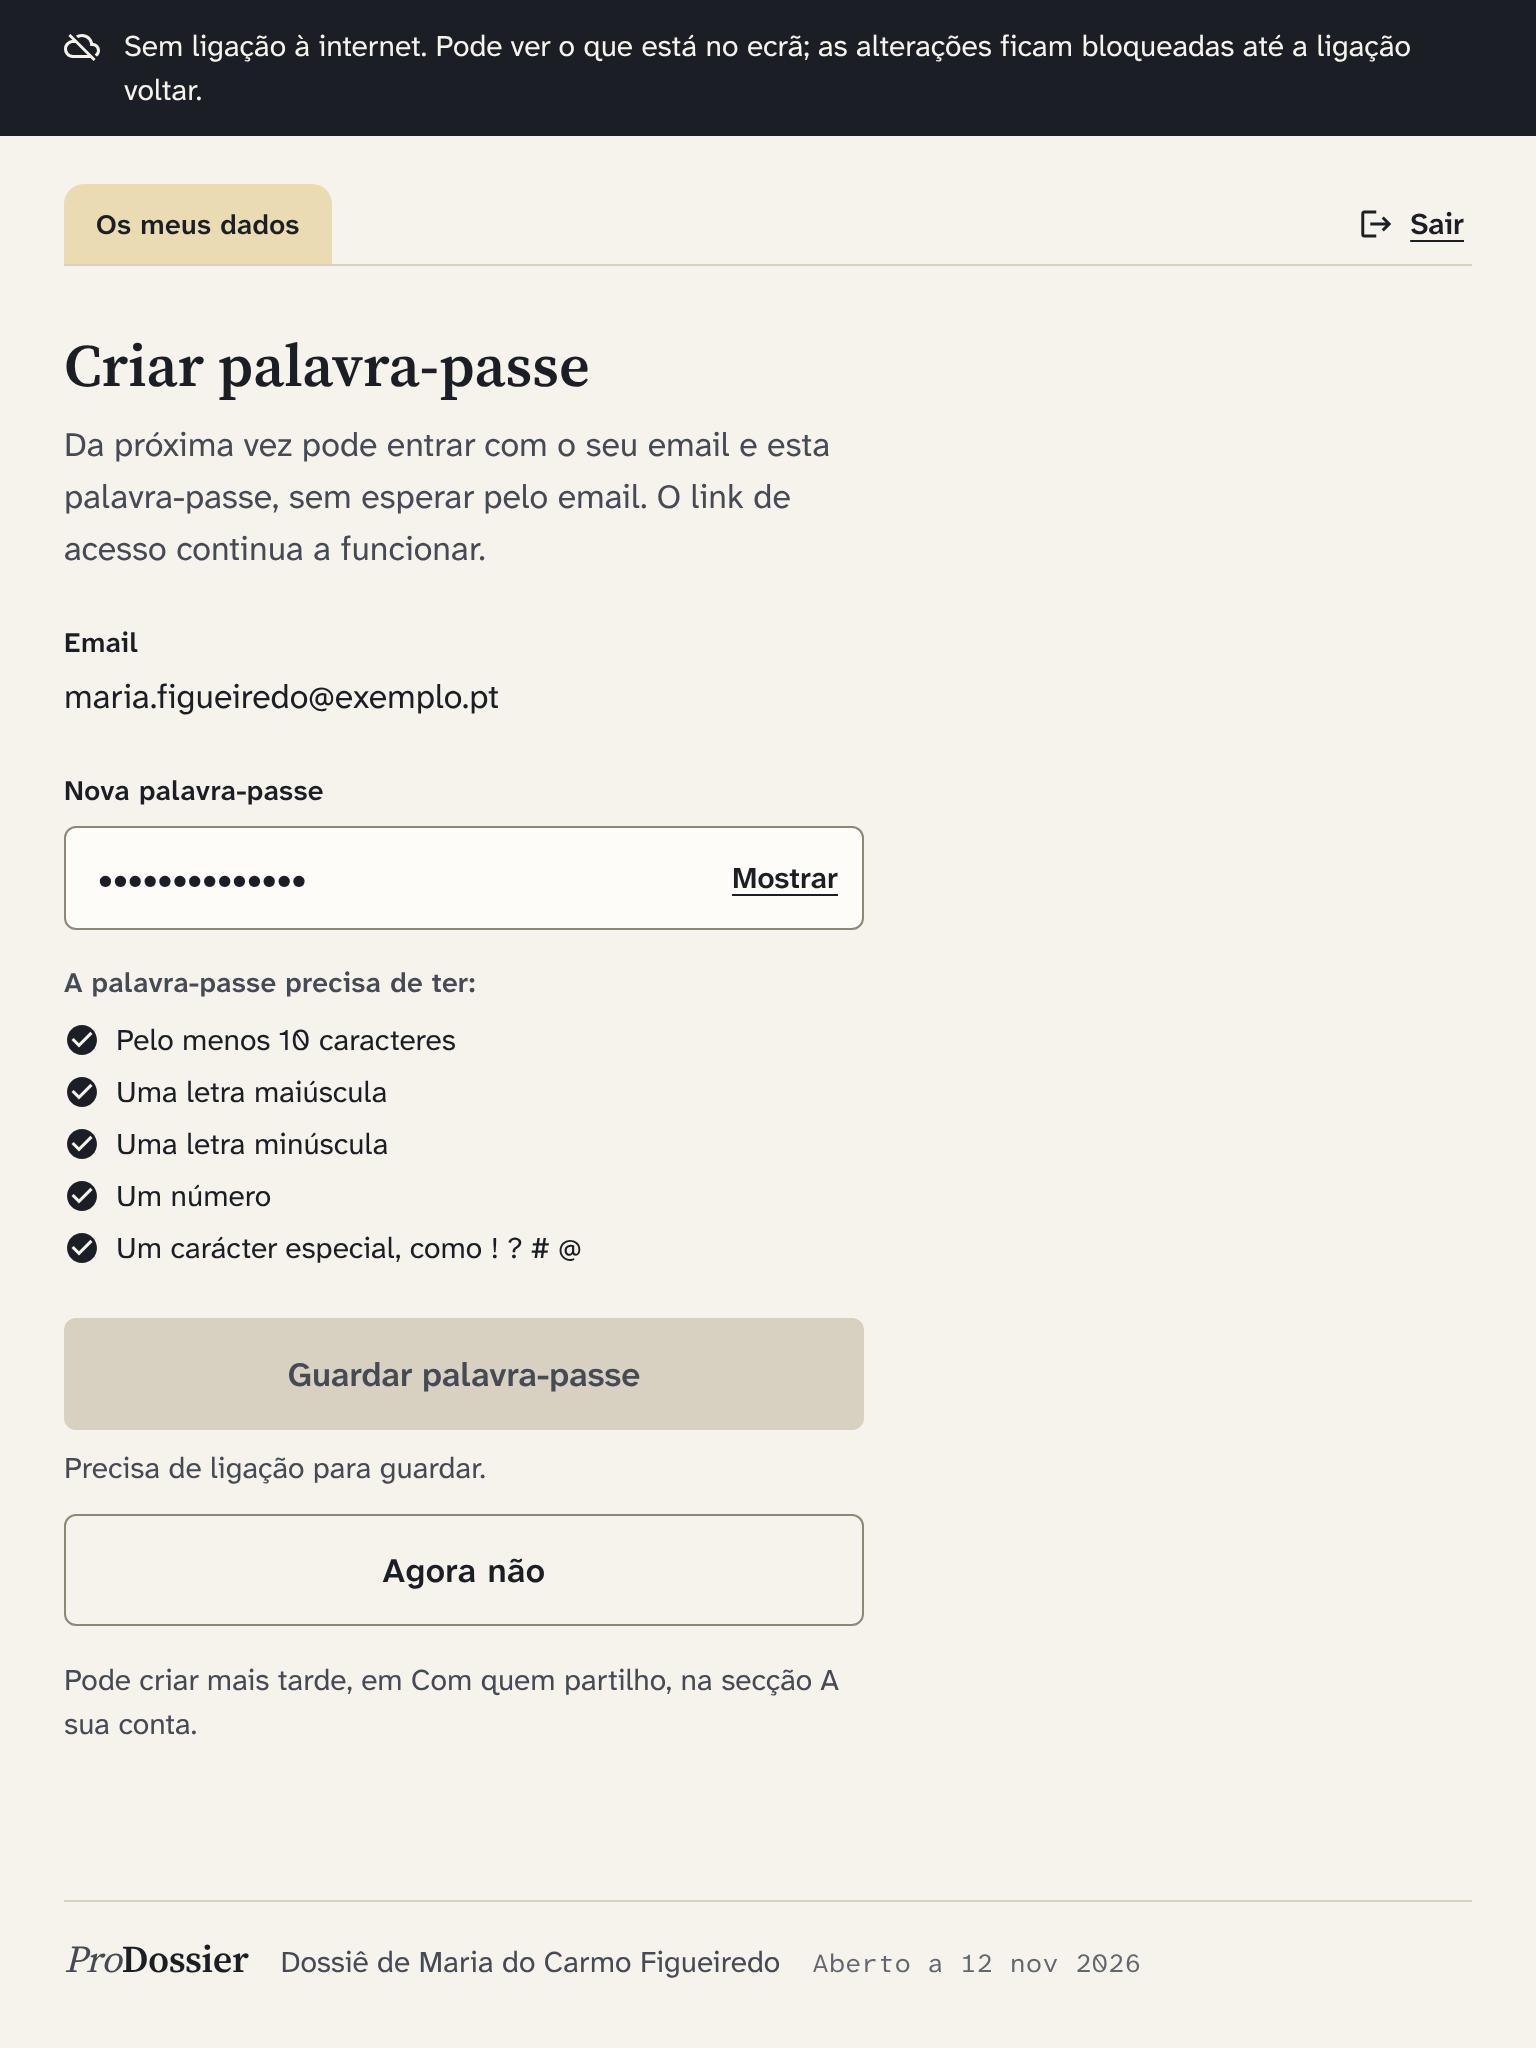 Sem ligação à internet. Pode ver o que está no ecrã; as alterações ficam bloqueadas até a ligação
voltar.
Os meus dados
Sair
Criar palavra-passe
Da próxima vez pode entrar com o seu email e esta
palavra-passe, sem esperar pelo email. O link de
acesso continua a funcionar.
Email
maria.figueiredo@exemplo.pt
Nova palavra-passe
••••••••••••••
Mostrar
A palavra-passe precisa de ter:
Pelo menos 10 caracteres
Uma letra maiúscula
Uma letra minúscula
Um número
Um carácter especial, como ! ? # @
Guardar palavra-passe
Precisa de ligação para guardar.
Agora não
Pode criar mais tarde, em Com quem partilho, na secção A
sua conta.
ProDossier
Dossiê de Maria do Carmo Figueiredo
Aberto a 12 nov 2026